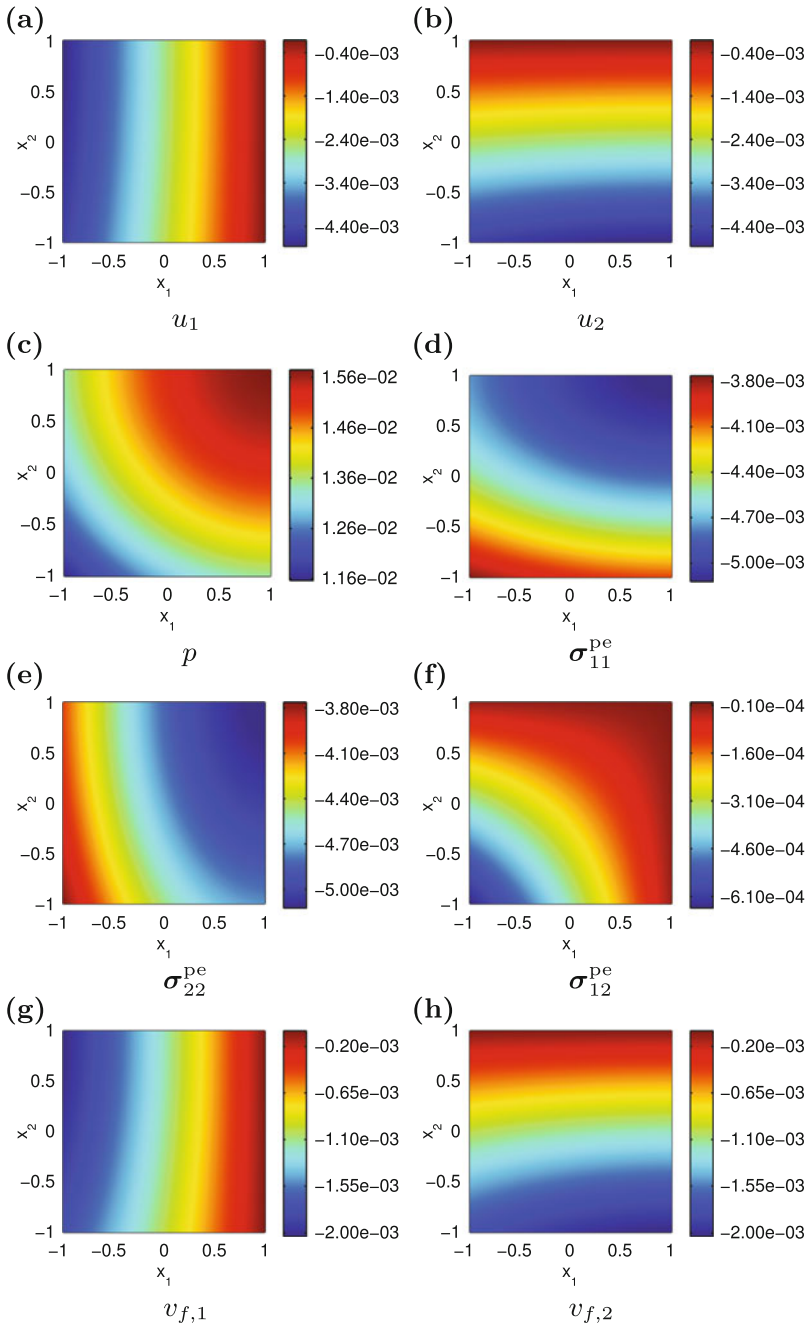 (a)
1
0.5
x2 0
−0.5
−1
−1 −0.5 0 0.5 1
x1
−0.40e−03
−1.40e−03
−2.40e−03
−3.40e−03
−4.40e−03
u1
(b)
1
0.5
x2 0
−0.5
−1
−1 −0.5 0 0.5 1
x1
−0.40e−03
−1.40e−03
−2.40e−03
−3.40e−03
−4.40e−03
u2
(c)
1
0.5
x2 0
−0.5
−1
−1 −0.5 0 0.5 1
x1
1.56e−02
1.46e−02
1.36e−02
1.26e−02
1.16e−02
p
(d)
1
0.5
x2 0
−0.5
−1
−1 −0.5 0 0.5 1
x1
−3.80e−03
−4.10e−03
−4.40e−03
−4.70e−03
−5.00e−03
σ11^pe
(e)
1
0.5
x2 0
−0.5
−1
−1 −0.5 0 0.5 1
x1
−3.80e−03
−4.10e−03
−4.40e−03
−4.70e−03
−5.00e−03
σ22^pe
(f)
1
0.5
x2 0
−0.5
−1
−1 −0.5 0 0.5 1
x1
−0.10e−04
−1.60e−04
−3.10e−04
−4.60e−04
−6.10e−04
σ12^pe
(g)
1
0.5
x2 0
−0.5
−1
−1 −0.5 0 0.5 1
x1
−0.20e−03
−0.65e−03
−1.10e−03
−1.55e−03
−2.00e−03
vf,1
(h)
1
0.5
x2 0
−0.5
−1
−1 −0.5 0 0.5 1
x1
−0.20e−03
−0.65e−03
−1.10e−03
−1.55e−03
−2.00e−03
vf,2